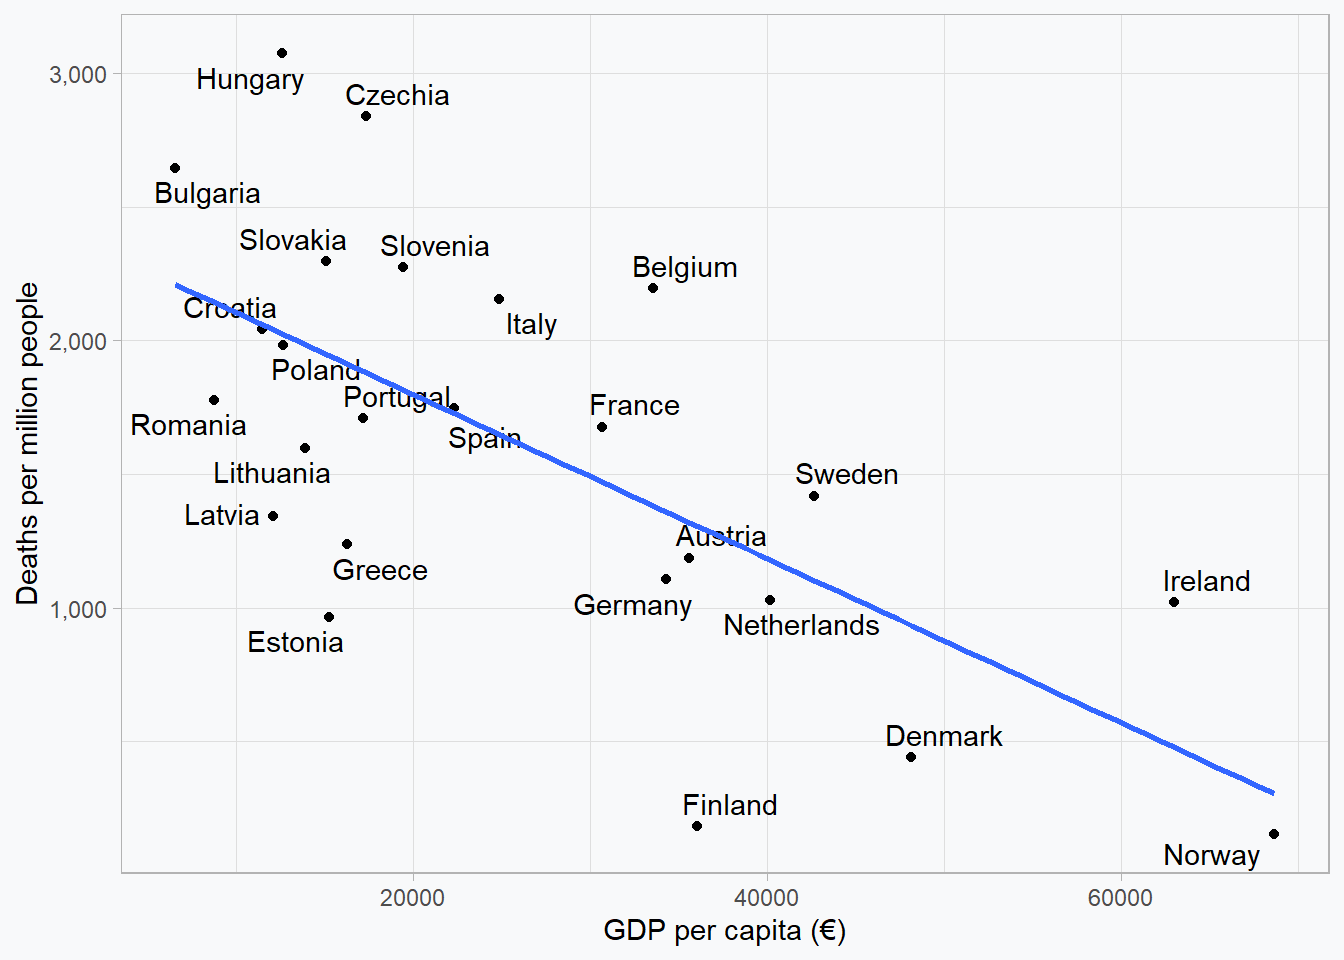 3,000
2,000
1,000
Deaths per million people
Hungary
Czechia
Bulgaria
Slovakia
Slovenia
Belgium
Croatia
Italy
Poland
Portugal
France
Romania
Spain
Lithuania
Sweden
Latvia
Austria
Greece
Ireland
Germany
Netherlands
Estonia
Denmark
Finland
Norway
20000
40000
60000
GDP per capita (€)